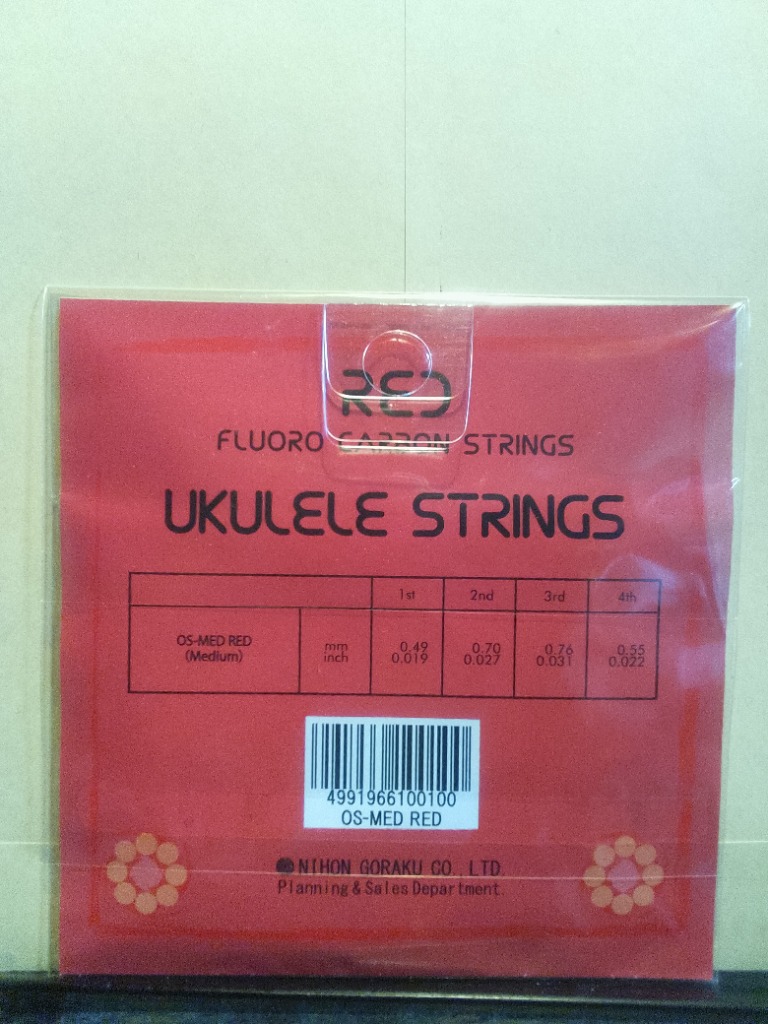 RED
FLUORO CARBON STRINGS
UKULELE STRINGS
1st 2nd 3rd 4th
OS-MED RED mm 0.49 0.70 0.76 0.55
(Medium) inch 0.019 0.027 0.031 0.022
4991966100100
OS-MED RED
NIHON GORAKU CO., LTD.
Planning & Sales Department.